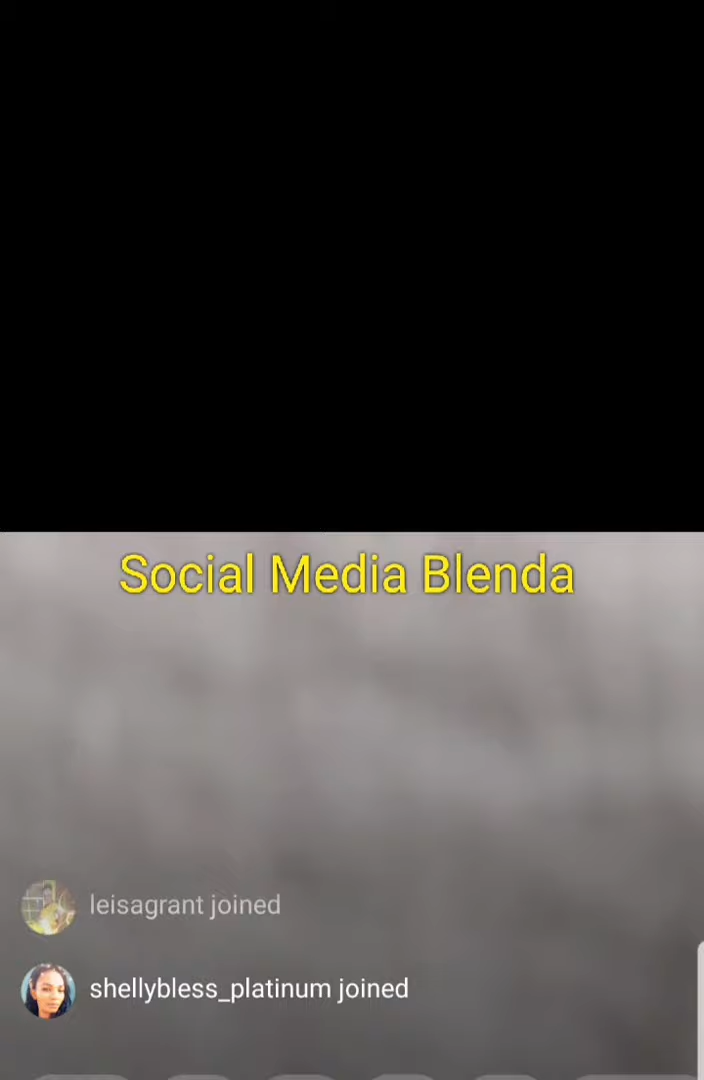 Social Media Blenda
leisagrant joined
shellybless_platinum joined